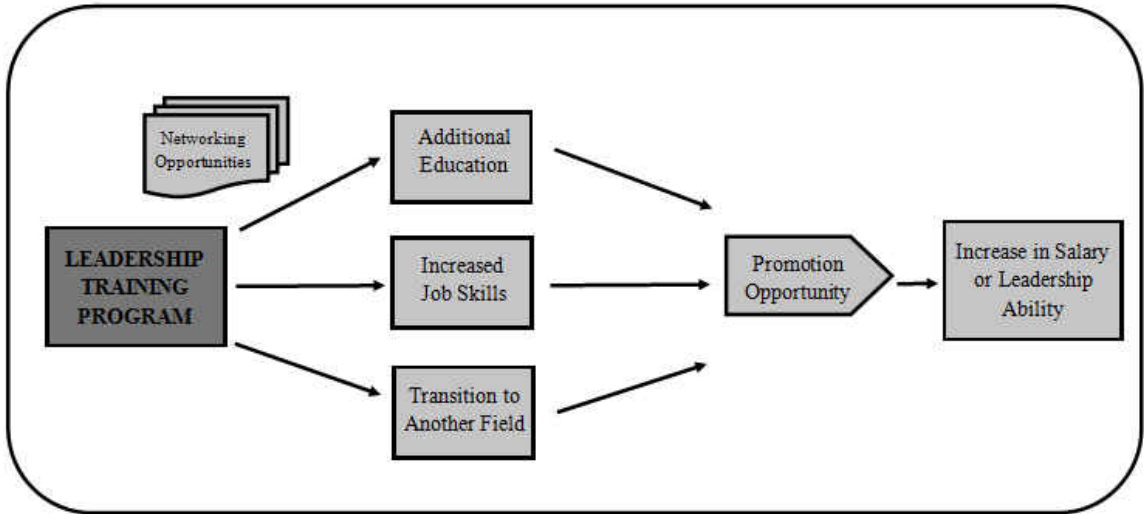 Networking
Opportunities
LEADERSHIP
TRAINING
PROGRAM
Additional
Education
Increased
Job Skills
Transition to
Another Field
Promotion
Opportunity
Increase in Salary
or Leadership
Ability